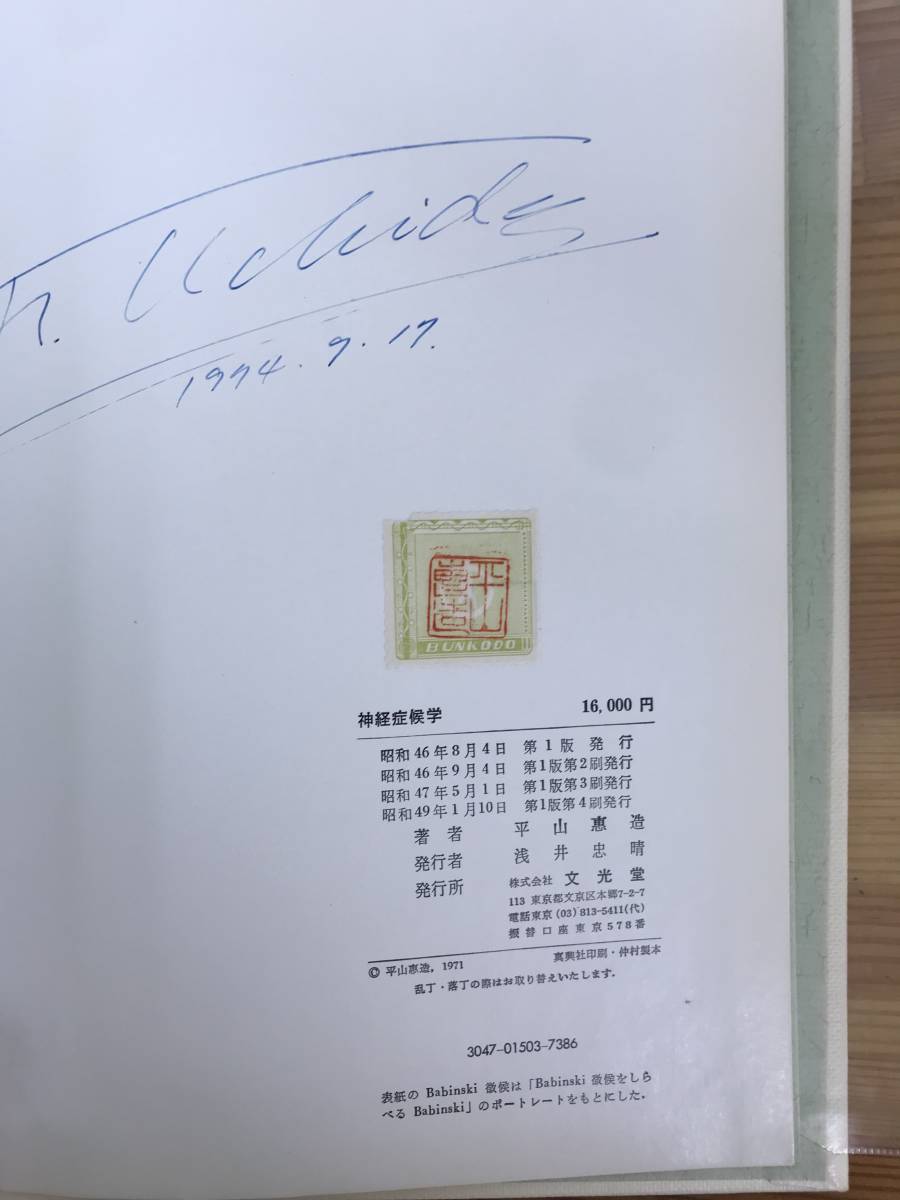 h. Uchida
1974. 9. 17.
平山
惠造
BUNKODO
神経症候学 16,000 円
昭和 46 年 8 月 4 日 第 1 版 発 行
昭和 46 年 9 月 4 日 第1版第2刷発行
昭和 47 年 5 月 1 日 第1版第3刷発行
昭和 49 年 1 月 10 日 第1版第4刷発行
著 者 平 山 惠 造
発行者 浅 井 忠 晴
発行所 株式会社 文 光 堂
113 東京都文京区本郷7-2-7
電話東京 (03) 813-5411(代)
振 替 口 座 東 京 5 7 8 番
© 平山惠造, 1971 真興社印刷・仲村製本
乱丁・落丁の際はお取り替えいたします.
3047-01503-7386
表紙の Babinski 徴候は「Babinski 徴候をしら
べる Babinski」のポートレートをもとにした.